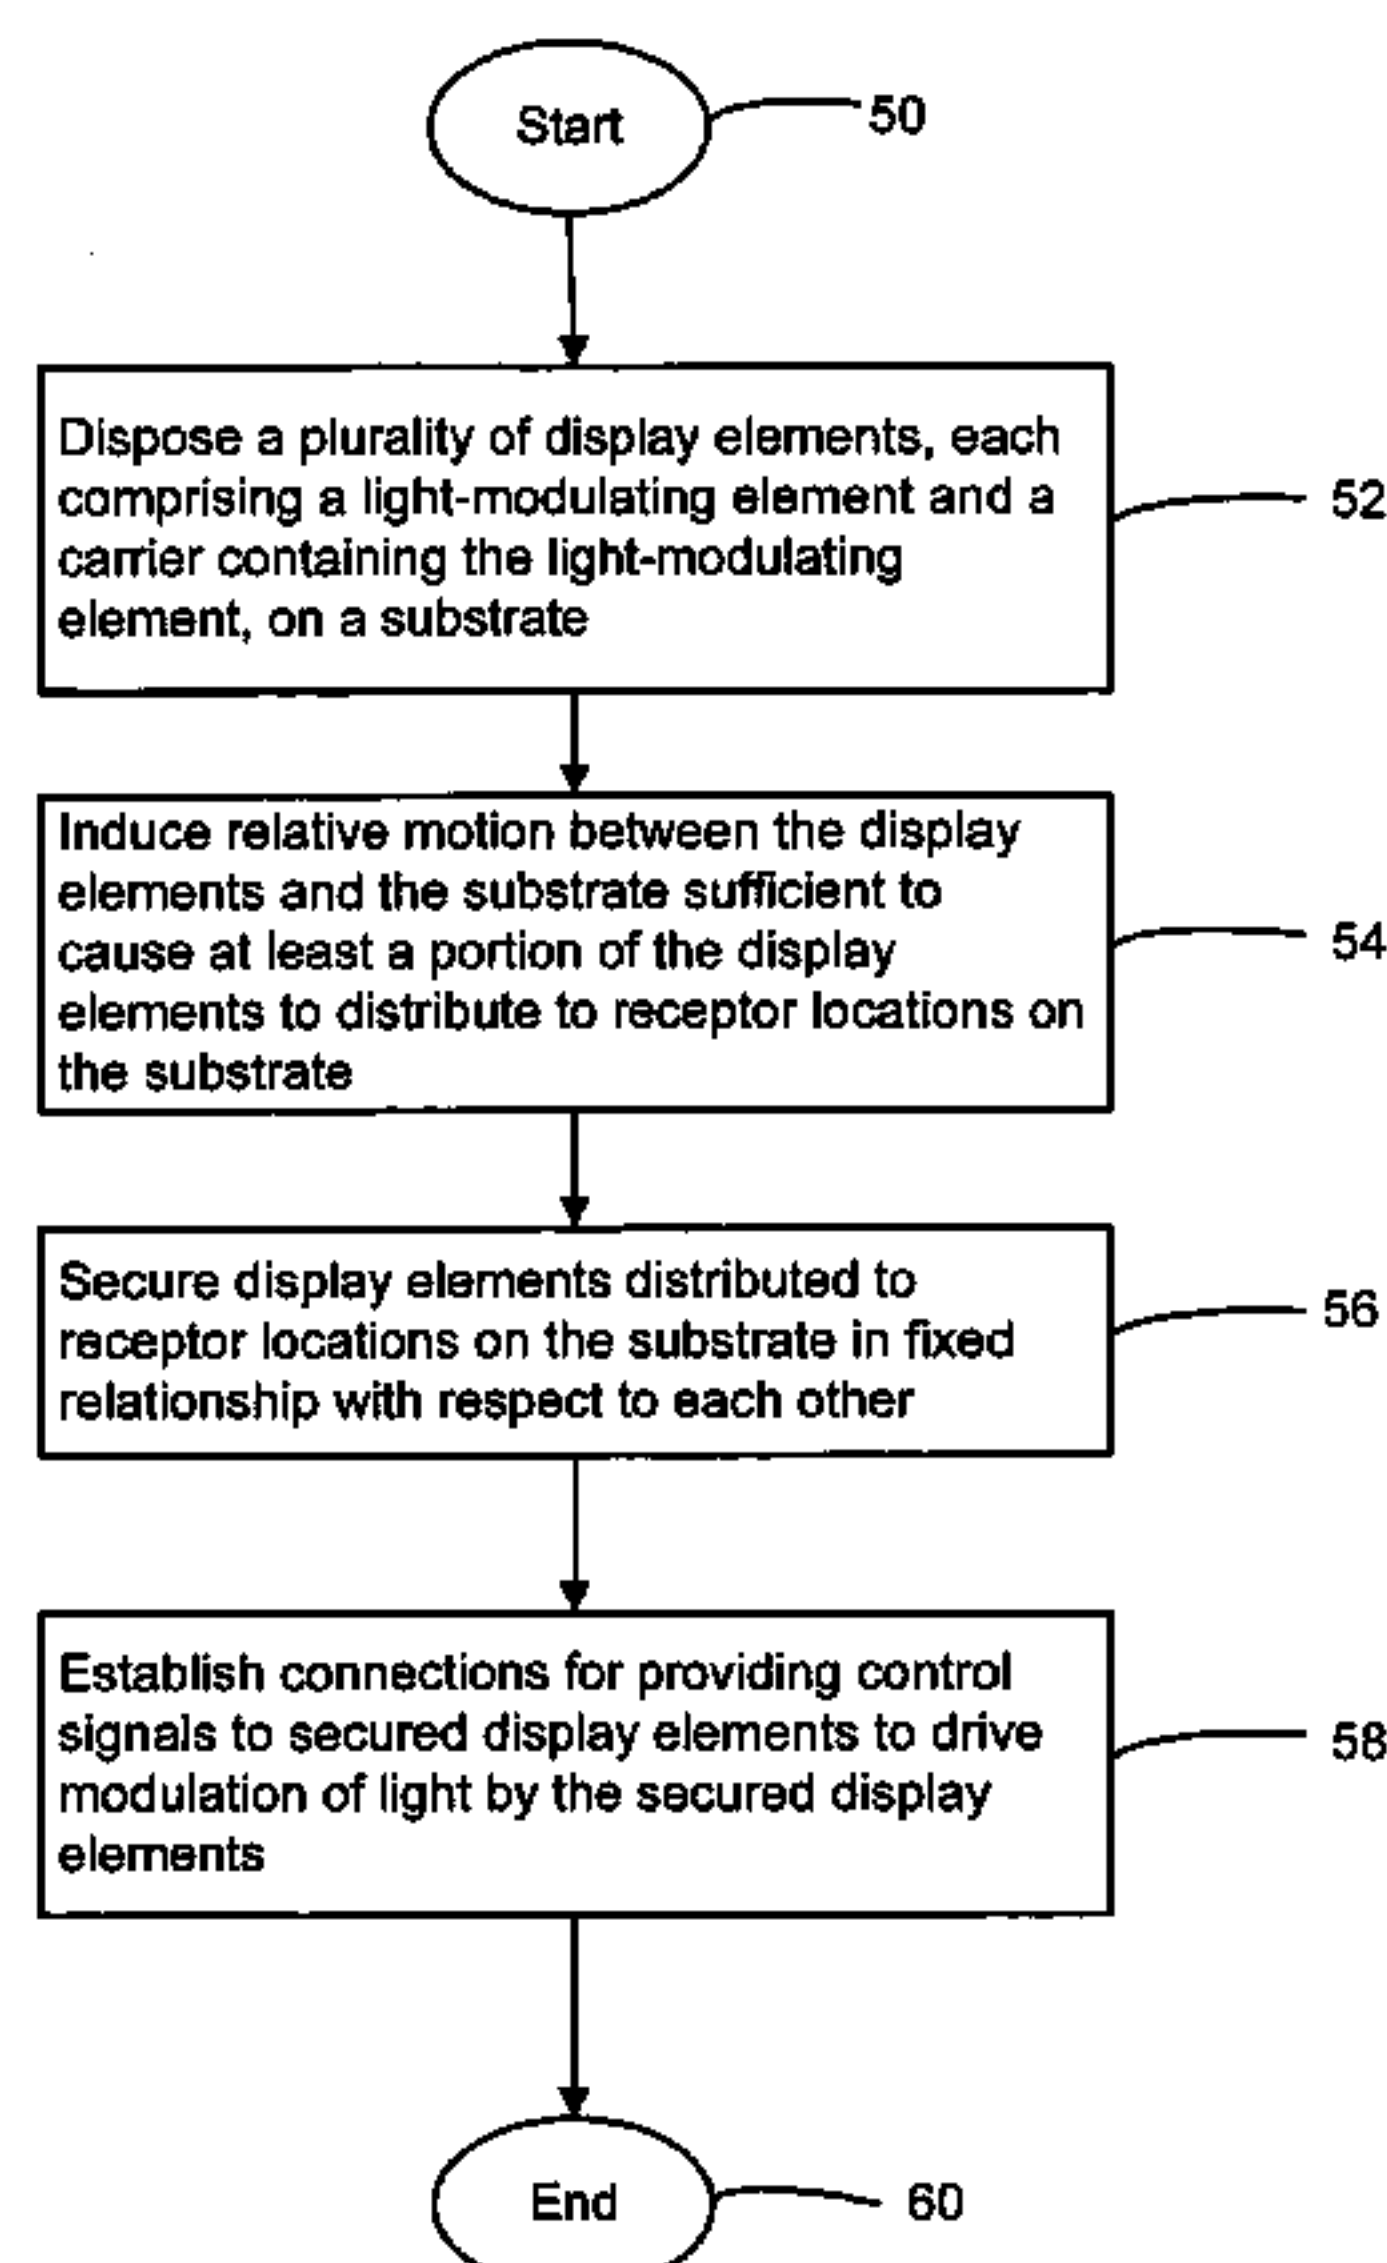 Start
50
Dispose a plurality of display elements, each
comprising a light-modulating element and a
carrier containing the light-modulating
element, on a substrate
52
Induce relative motion between the display
elements and the substrate sufficient to
cause at least a portion of the display
elements to distribute to receptor locations on
the substrate
54
Secure display elements distributed to
receptor locations on the substrate in fixed
relationship with respect to each other
56
Establish connections for providing control
signals to secured display elements to drive
modulation of light by the secured display
elements
58
End
60